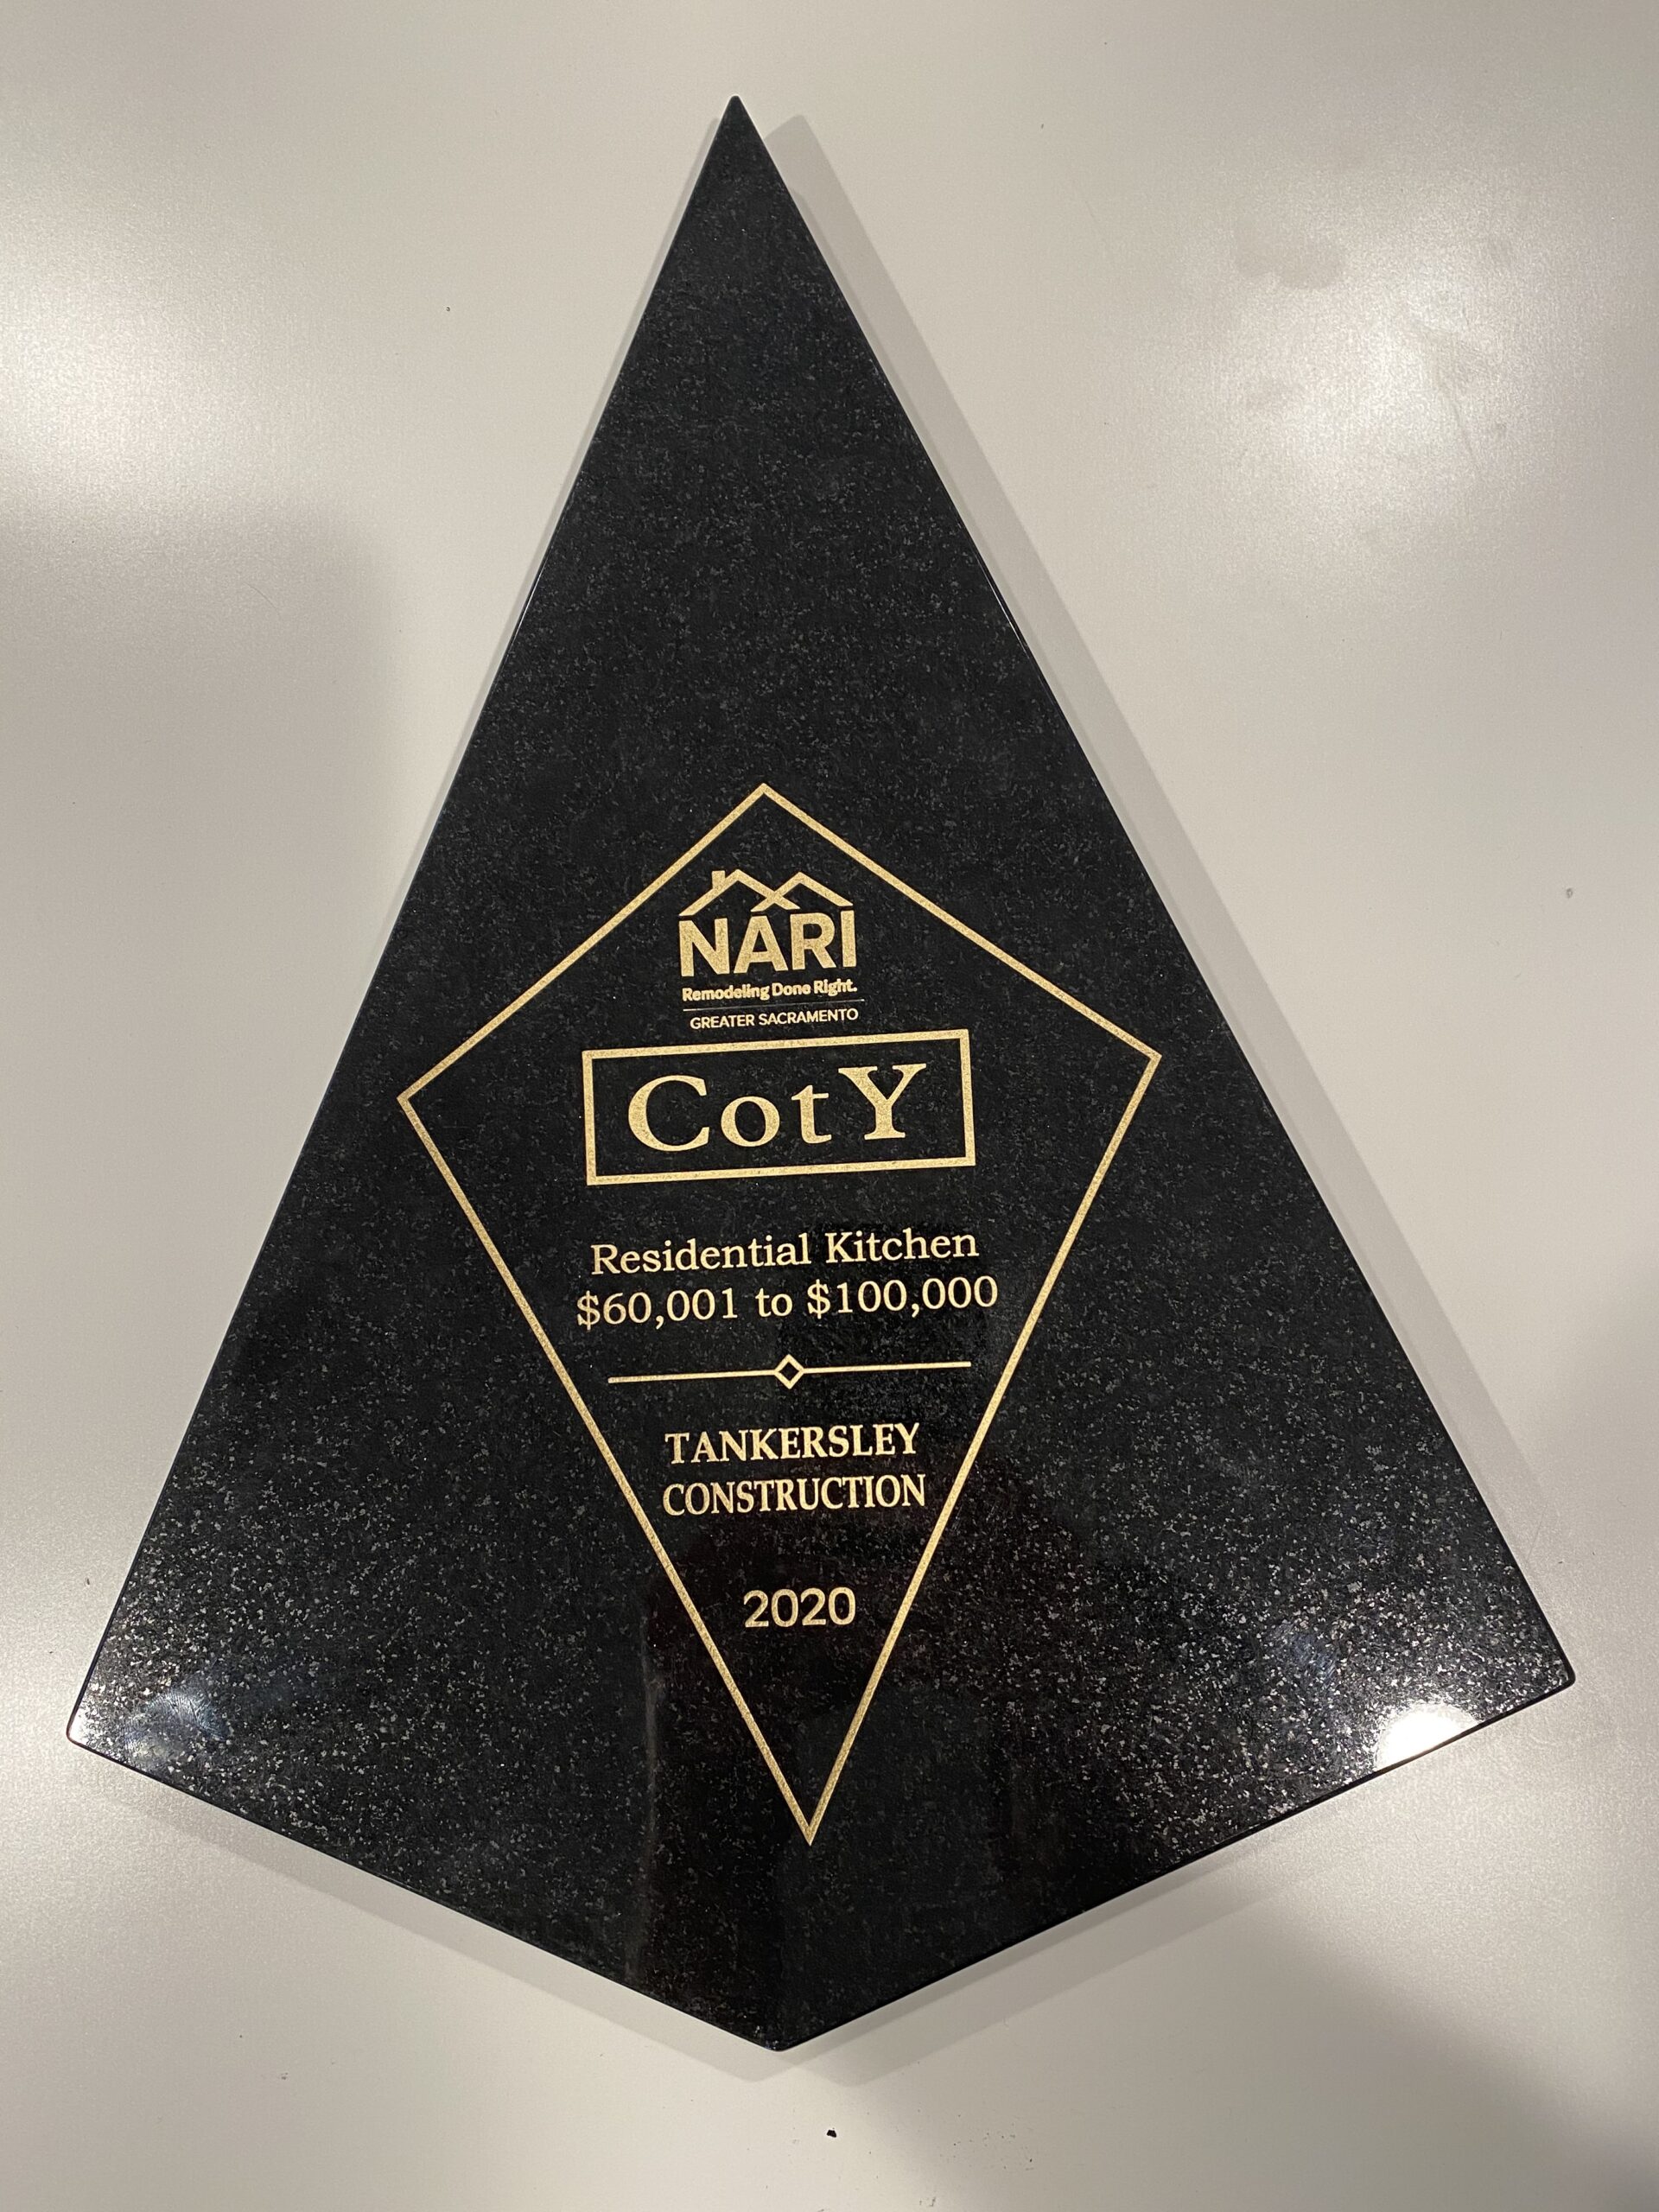 NARI
Remodeling Done Right.
GREATER SACRAMENTO
CotY
Residential Kitchen
$60,001 to $100,000
TANKERSLEY
CONSTRUCTION
2020